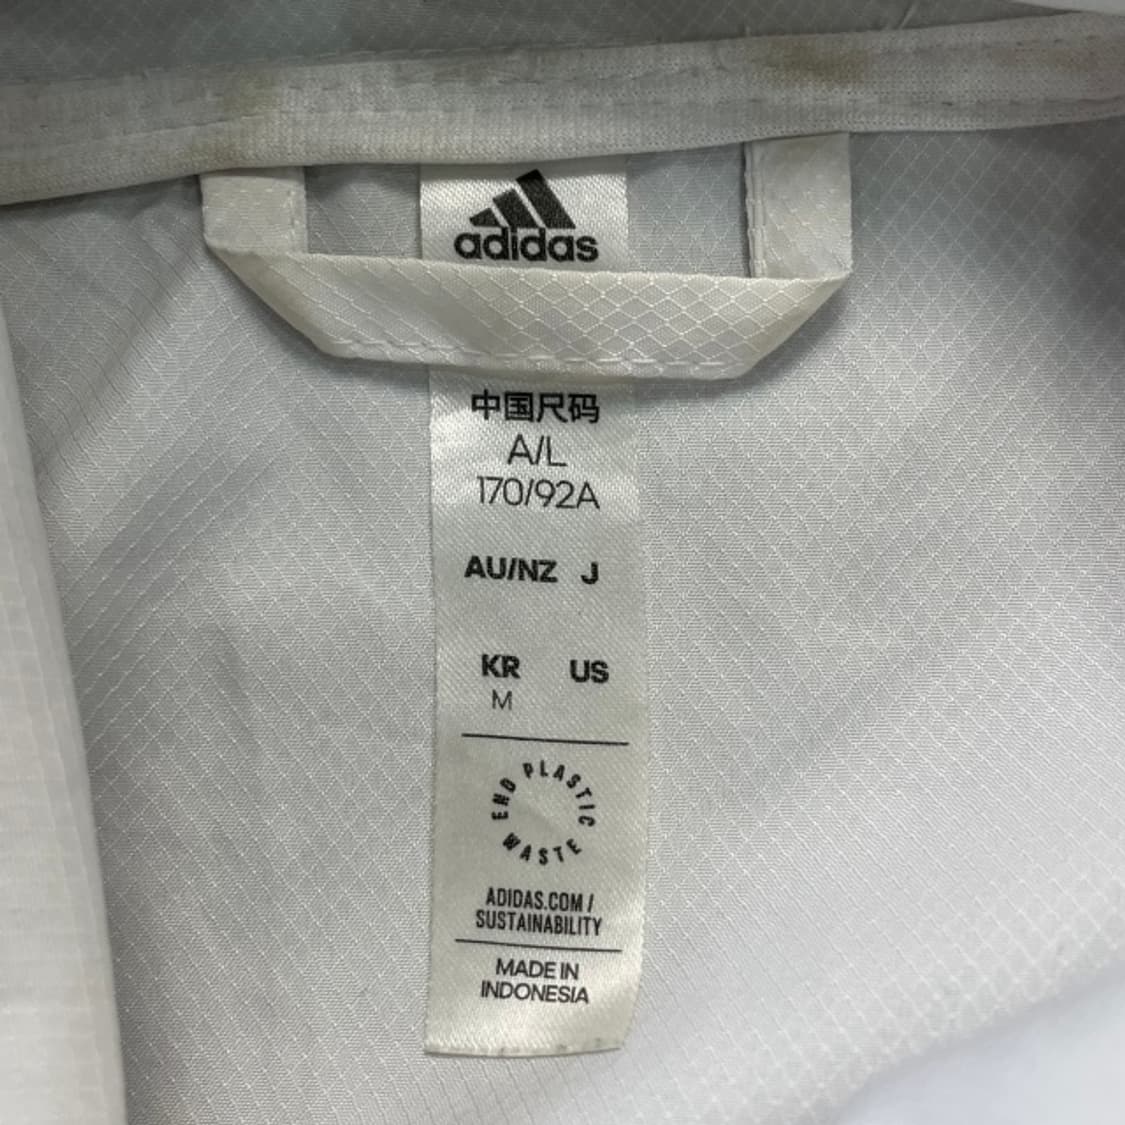 adidas
中国尺码
A/L
170/92A
AU/NZ J
KR US
M
END PLASTIC WASTE
ADIDAS.COM /
SUSTAINABILITY
MADE IN
INDONESIA